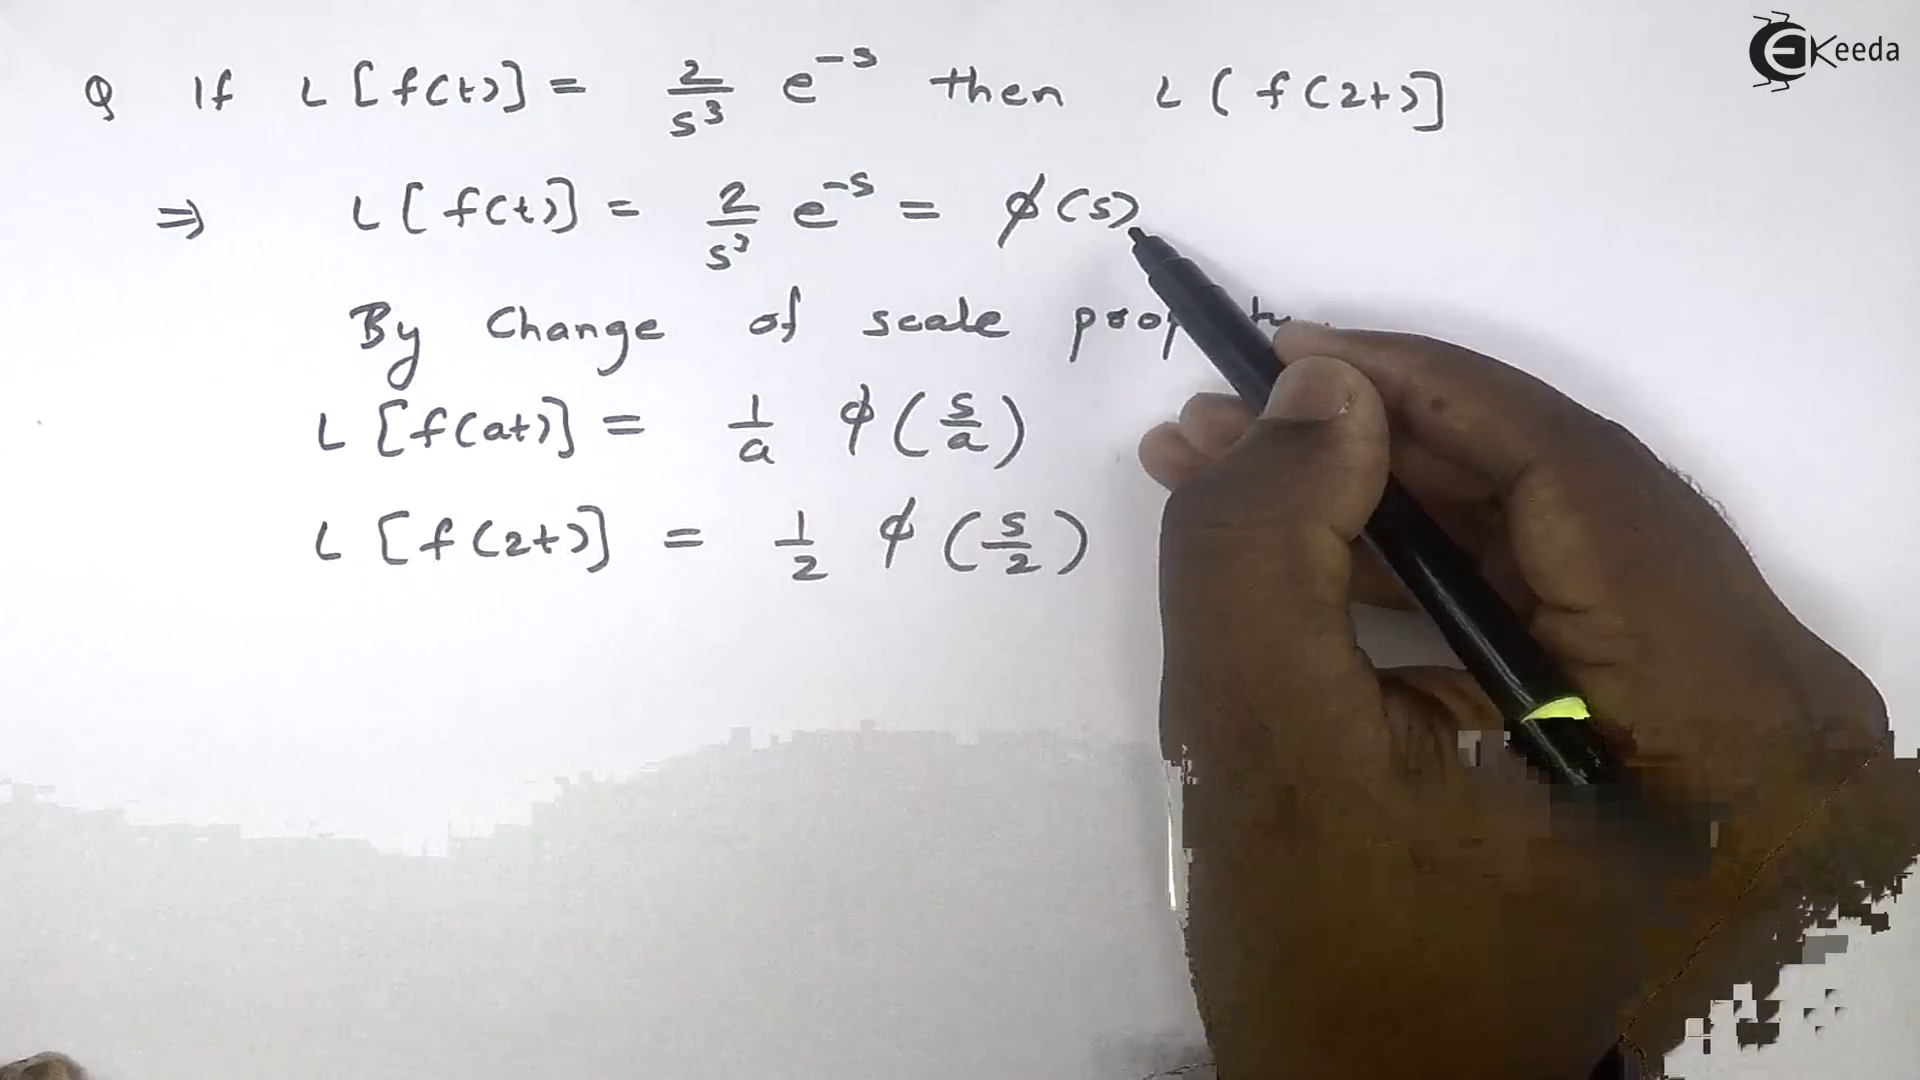 EKeeda
Q If L[f(t)] = 2/s³ e⁻ˢ then L(f(2t)]
⇒ L[f(t)] = 2/s³ e⁻ˢ = ϕ(s)
By Change of scale
L[f(at)] = 1/a ϕ(s/a)
L[f(2t)] = 1/2 ϕ(s/2)